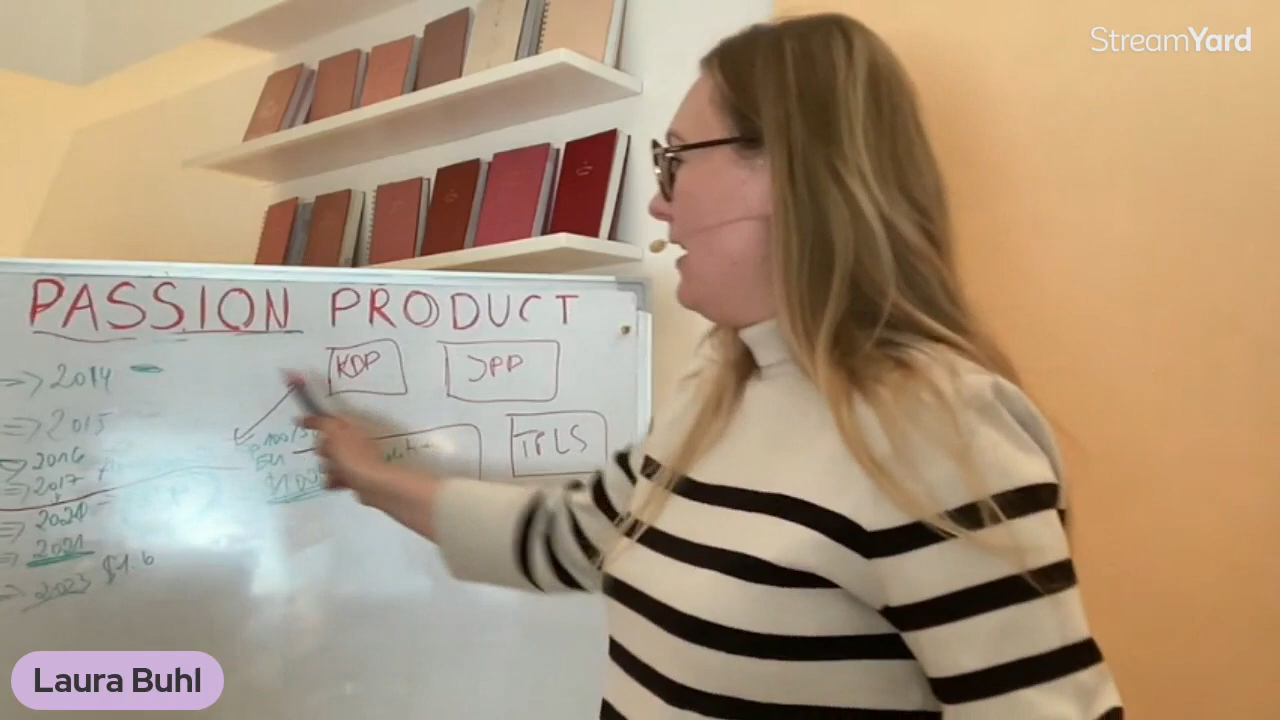 StreamYard
PASSION PRODUCT
KDP
JPP
=> 2014
=> 2015
=> 2016
=> 2017
TPLS
=> 2020
=> 2021
=> 2023 $1.6
Laura Buhl